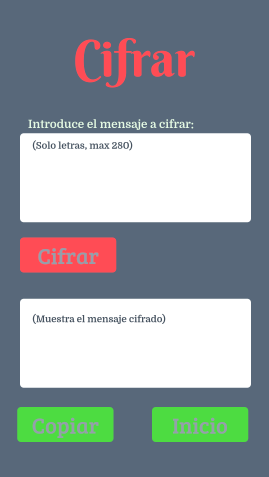 Cifrar
Introduce el mensaje a cifrar:
(Solo letras, max 280)
Cifrar
(Muestra el mensaje cifrado)
Copiar
Inicio